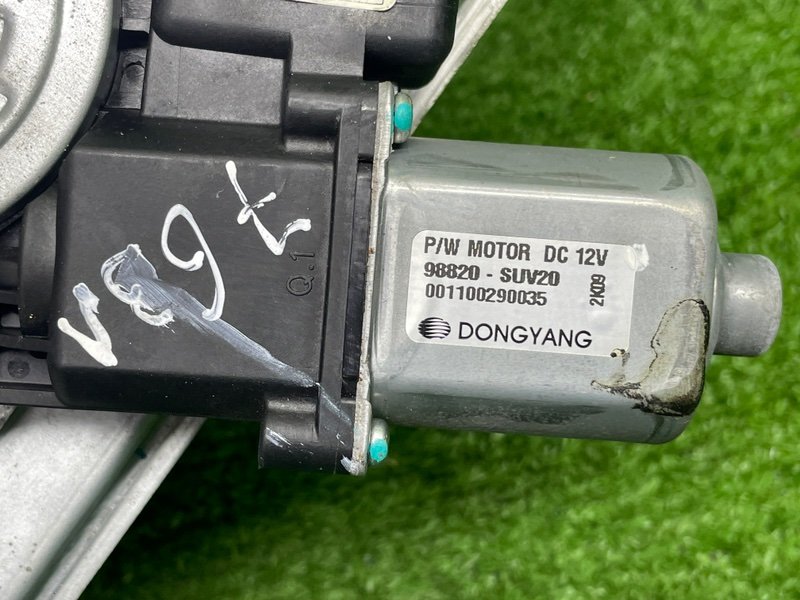 P/W MOTOR DC 12V
98820 - SUV20
001100290035
2K09
DONGYANG
Q.1